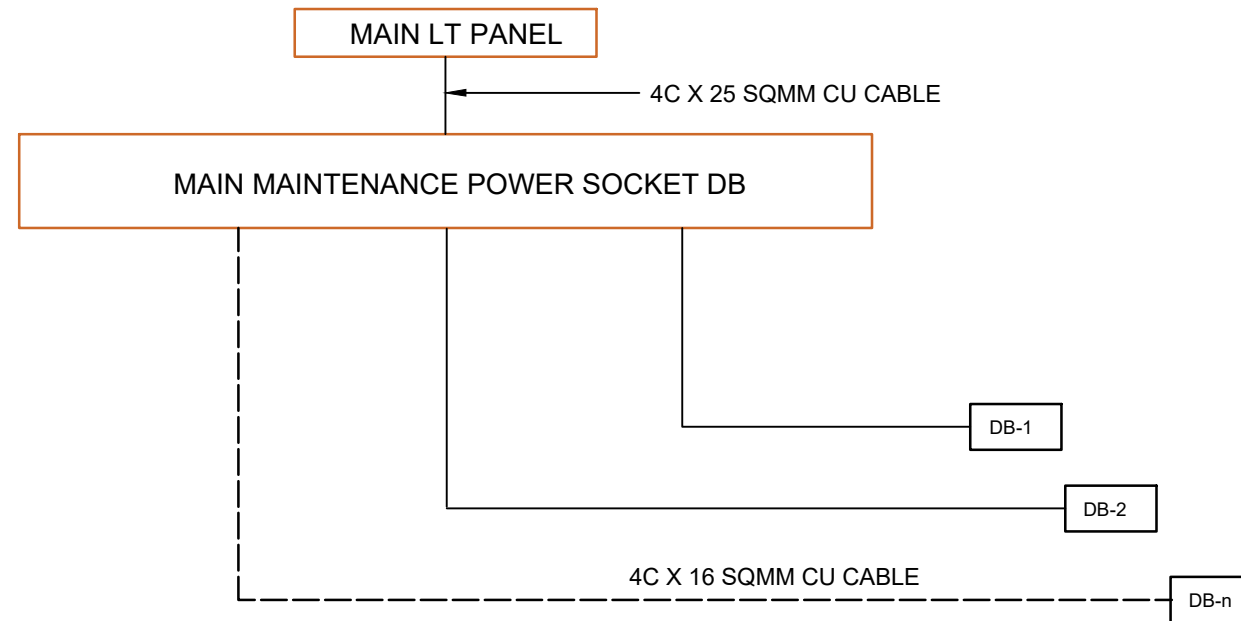 MAIN LT PANEL
4C X 25 SQMM CU CABLE
MAIN MAINTENANCE POWER SOCKET DB
DB-1
DB-2
4C X 16 SQMM CU CABLE
DB-n